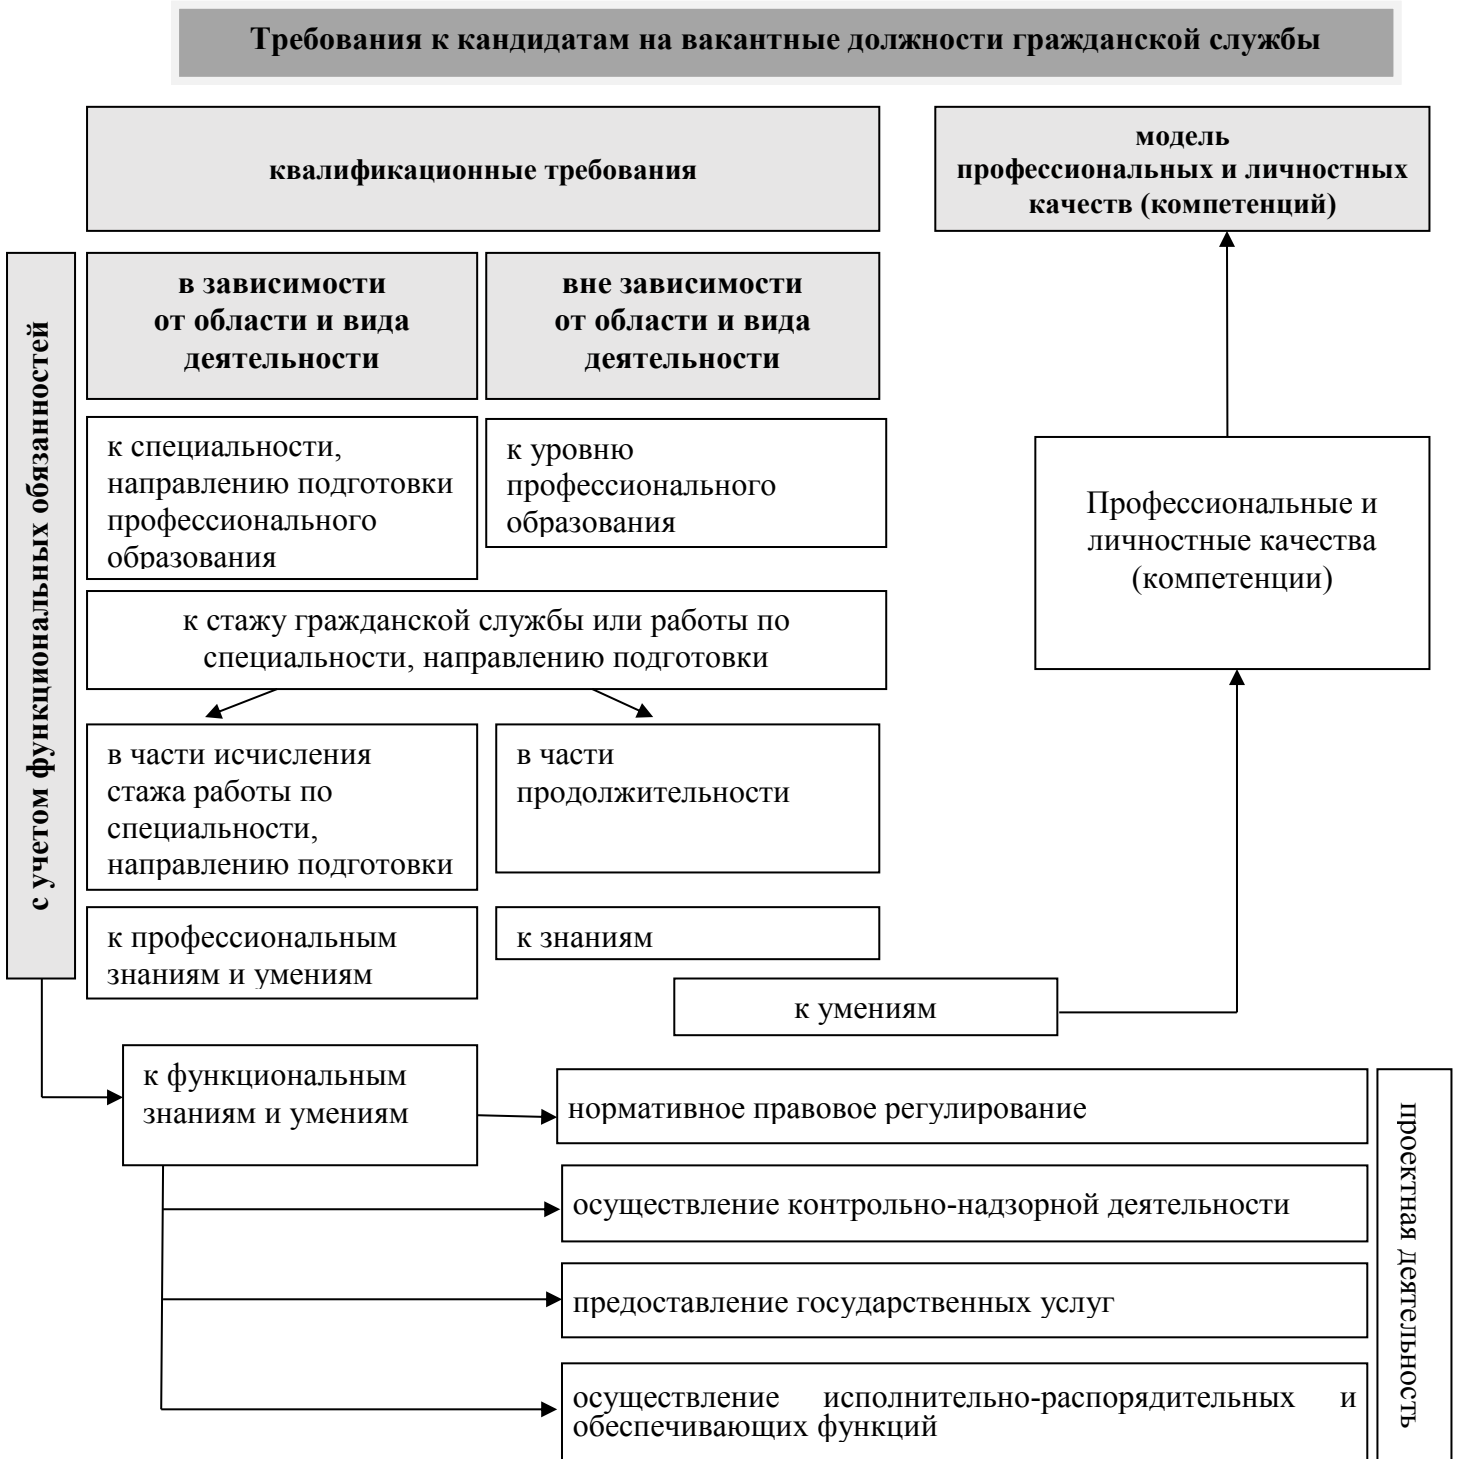 Требования к кандидатам на вакантные должности гражданской службы
квалификационные требования
модель
профессиональных и личностных
качеств (компетенций)
с учетом функциональных обязанностей
в зависимости
от области и вида
деятельности
вне зависимости
от области и вида
деятельности
к специальности,
направлению подготовки
профессионального
образования
к уровню
профессионального
образования
Профессиональные и
личностные качества
(компетенции)
к стажу гражданской службы или работы по
специальности, направлению подготовки
в части исчисления
стажа работы по
специальности,
направлению подготовки
в части
продолжительности
к профессиональным
знаниям и умениям
к знаниям
к умениям
к функциональным
знаниям и умениям
нормативное правовое регулирование
осуществление контрольно-надзорной деятельности
предоставление государственных услуг
осуществление исполнительно-распорядительных и
обеспечивающих функций
проектная деятельность